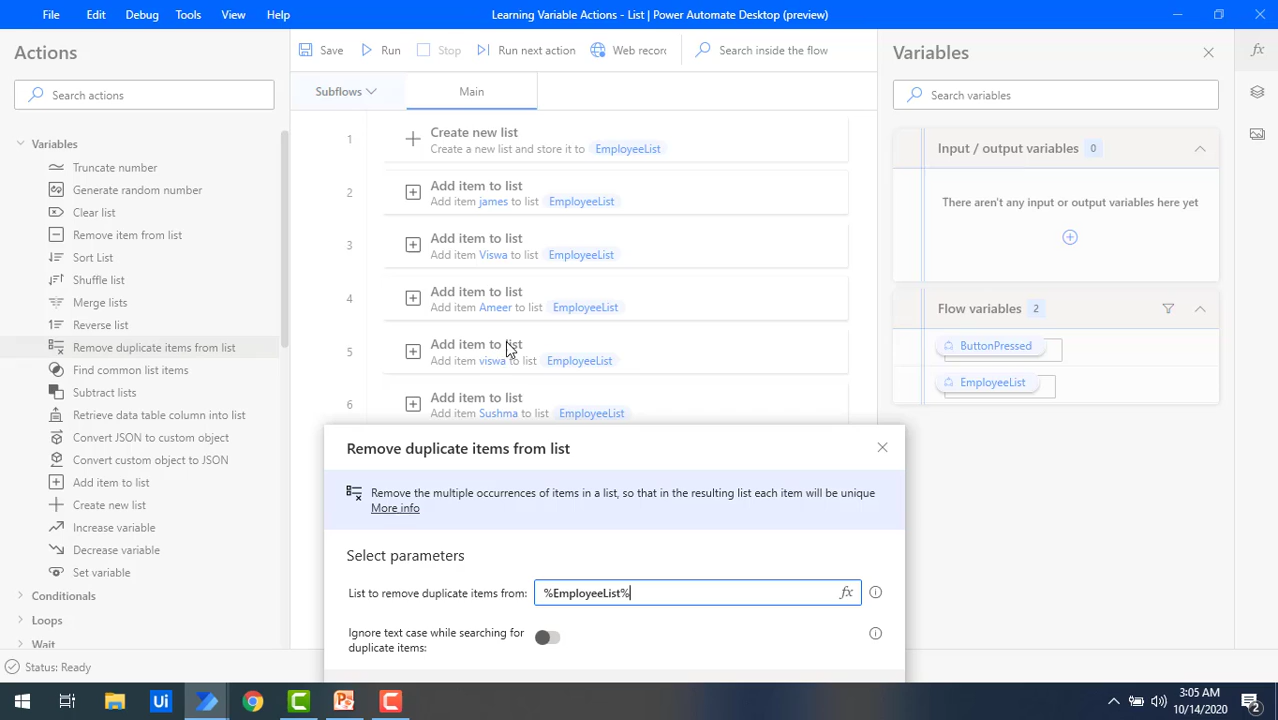 File
Edit
Debug
Tools
View
Help
Learning Variable Actions - List | Power Automate Desktop (preview)
Actions
Search actions
Variables
Truncate number
Generate random number
Clear list
Remove item from list
Sort List
Shuffle list
Merge lists
Reverse list
Remove duplicate items from list
Find common list items
Subtract lists
Retrieve data table column into list
Convert JSON to custom object
Convert custom object to JSON
Add item to list
Create new list
Increase variable
Decrease variable
Set variable
Conditionals
Loops
Wait
Save
Run
Stop
Run next action
Web recor
Search inside the flow
Subflows
Main
1
Create new list
Create a new list and store it to EmployeeList
2
Add item to list
Add item james to list EmployeeList
3
Add item to list
Add item Viswa to list EmployeeList
4
Add item to list
Add item Ameer to list EmployeeList
5
Add item to list
Add item viswa to list EmployeeList
6
Add item to list
Add item Sushma to list EmployeeList
Remove duplicate items from list
Remove the multiple occurrences of items in a list, so that in the resulting list each item will be unique
More info
Select parameters
List to remove duplicate items from:
%EmployeeList%
fx
Ignore text case while searching for
duplicate items:
Variables
fx
Search variables
Input / output variables 0
There aren't any input or output variables here yet
Flow variables 2
ButtonPressed
EmployeeList
Status: Ready
Ui
3:05 AM
10/14/2020
2